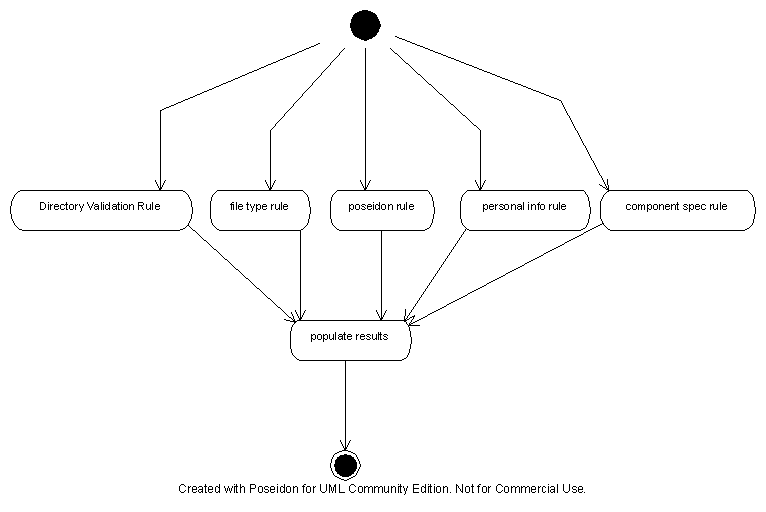 Directory Validation Rule
file type rule
poseidon rule
personal info rule
component spec rule
populate results
Created with Poseidon for UML Community Edition. Not for Commercial Use.